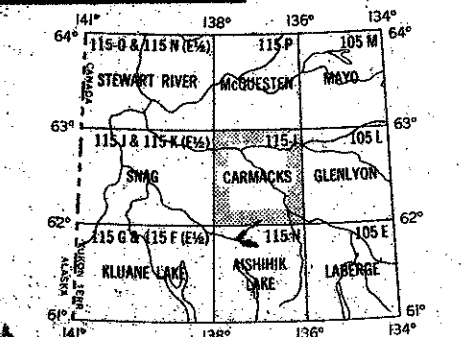 141° 138° 136° 134°
64° 115-O & 115 N (E½) 115-P 105 M 64°
STEWART RIVER McQUESTEN MAYO
CANADA
63° 63°
115 J & 115-K (E½) 115-I 105 L
SNAG CARMACKS GLENLYON
62° 62°
115 G & 115 F (E½) 115-H 105 E
KLUANE LAKE AISHIHIK LAKE LABERGE
YUKON TERR.
ALASKA
61° 61°
141° 138° 136° 134°